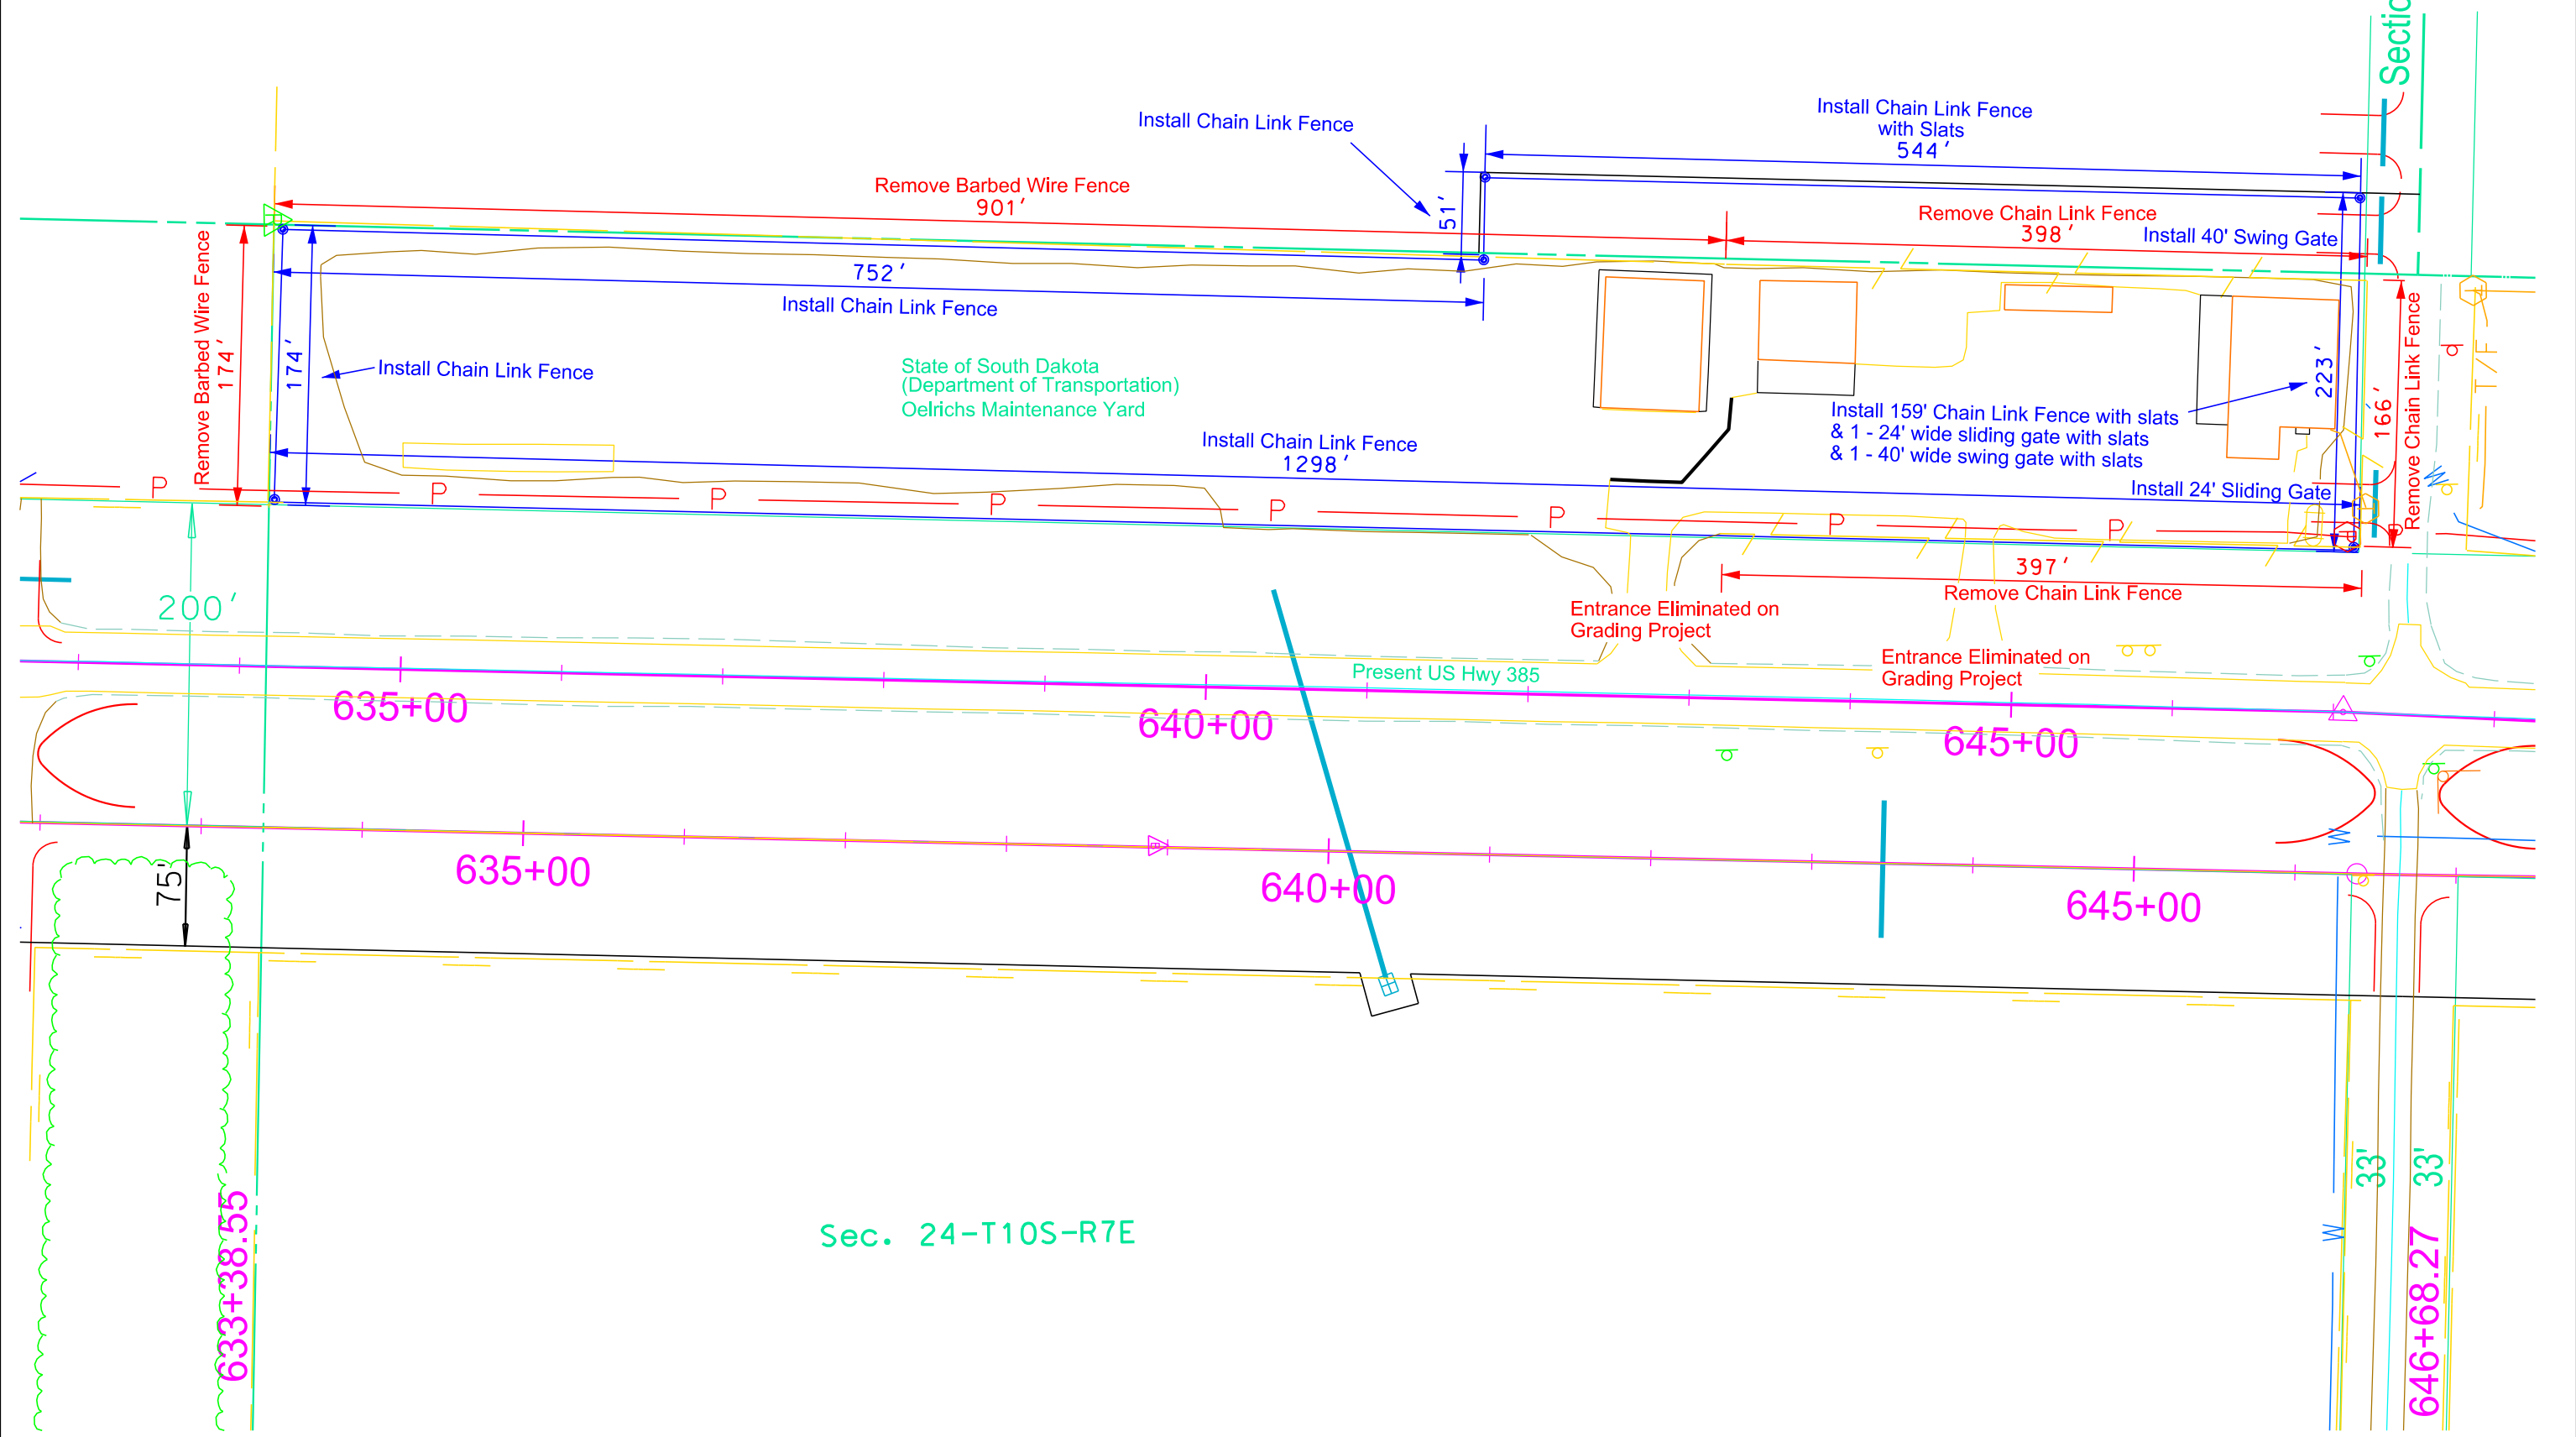 Sectio
Install Chain Link Fence
with Slats
544'
Install Chain Link Fence
51'
Remove Barbed Wire Fence
901'
Remove Chain Link Fence
398'
Install 40' Swing Gate
Remove Barbed Wire Fence
174'
174'
752'
Install Chain Link Fence
Install Chain Link Fence
State of South Dakota
(Department of Transportation)
Oelrichs Maintenance Yard
Install Chain Link Fence
1298'
Install 159' Chain Link Fence with slats
& 1 - 24' wide sliding gate with slats
& 1 - 40' wide swing gate with slats
223'
166'
Remove Chain Link Fence
T/F
Install 24' Sliding Gate
P P P P P P P P P
W
397'
Remove Chain Link Fence
200'
Entrance Eliminated on
Grading Project
Entrance Eliminated on
Grading Project
Present US Hwy 385
635+00
640+00
645+00
W
75'
635+00
640+00
645+00
633+38.55
Sec. 24-T10S-R7E
W
33'
33'
646+68.27